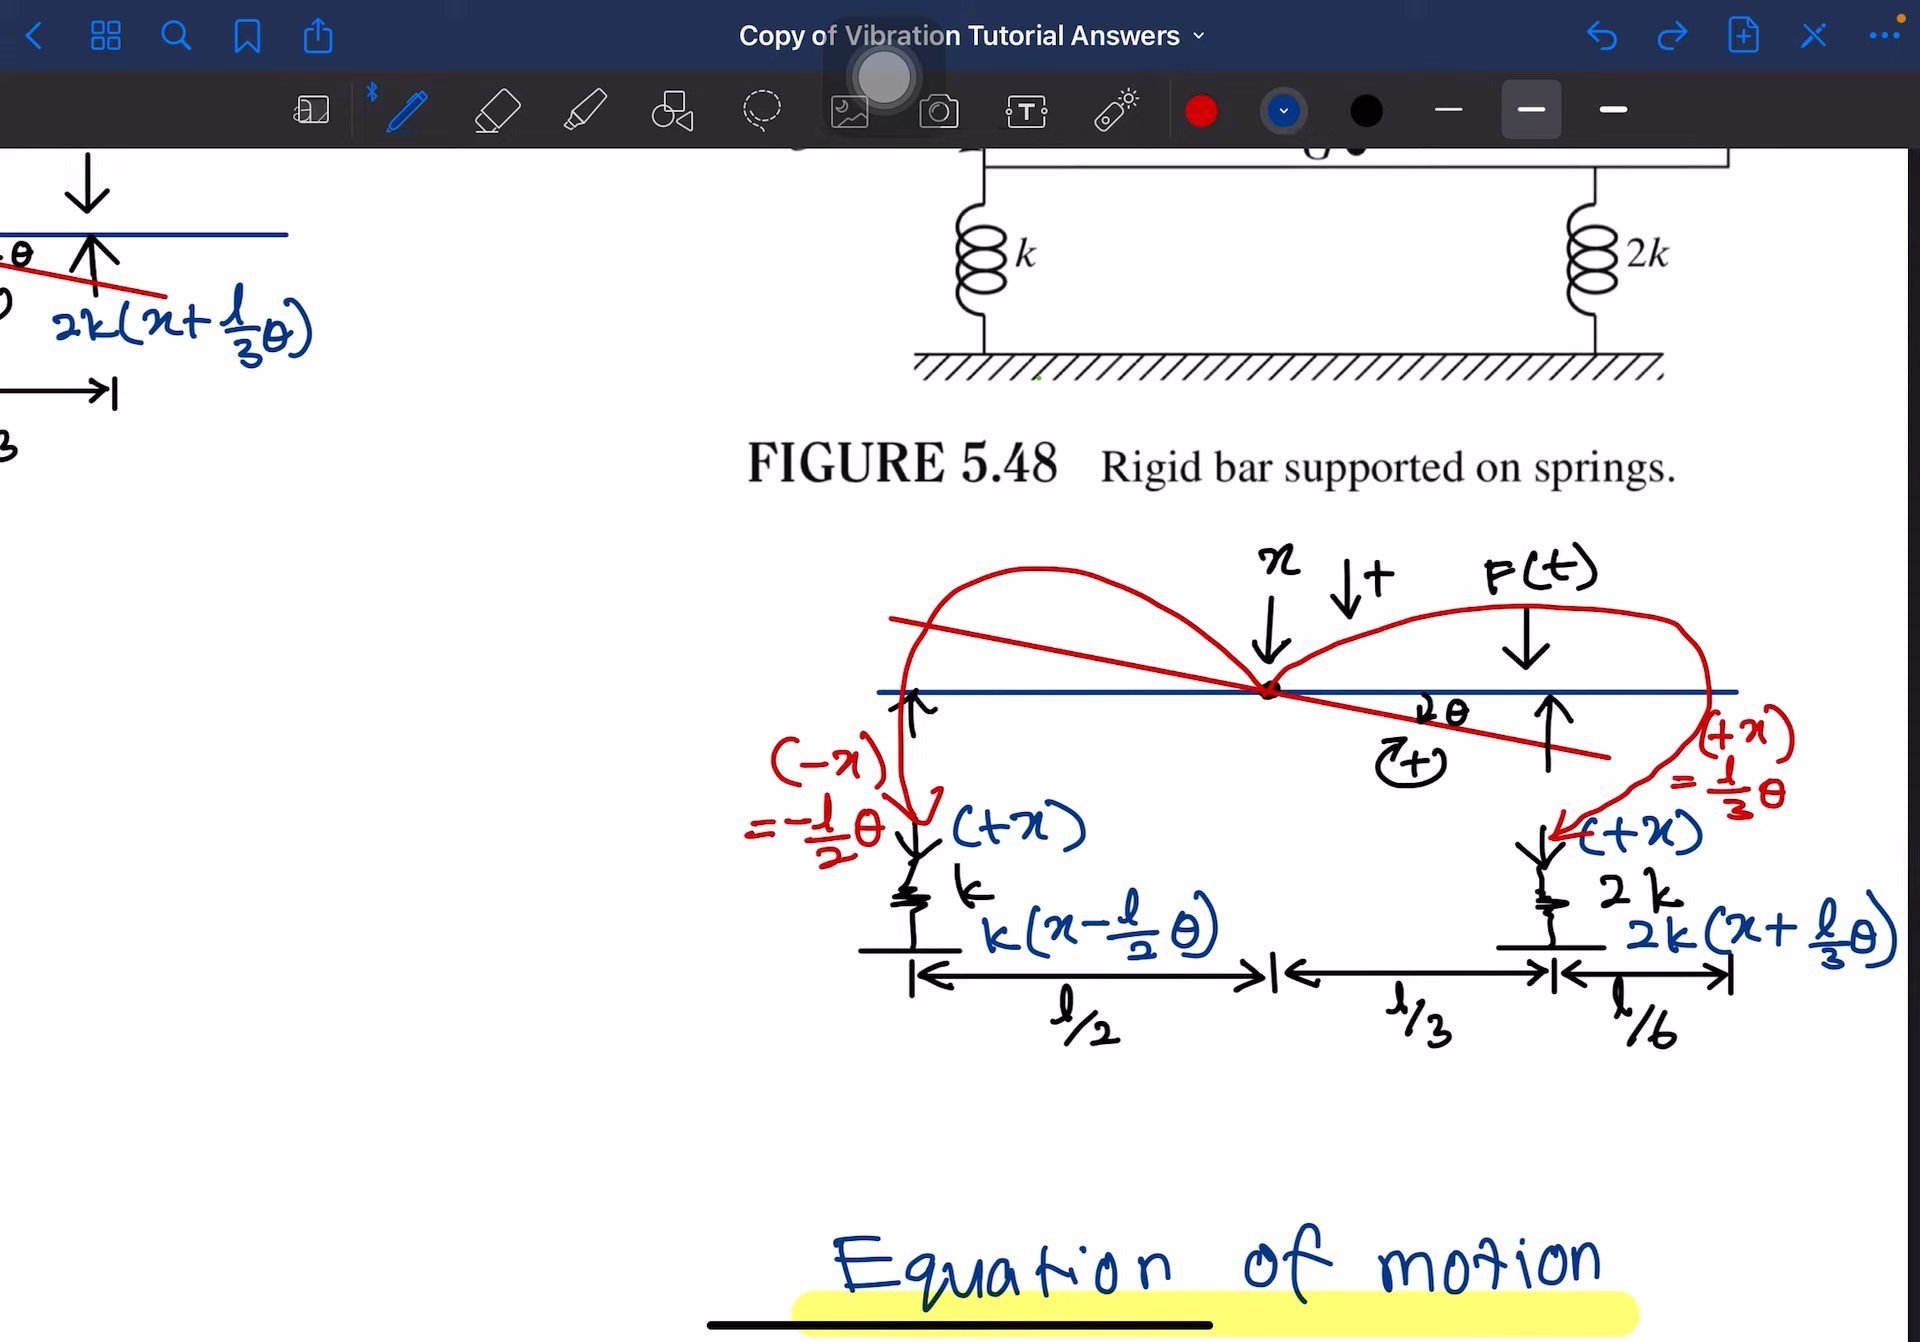 Copy of Vibration Tutorial Answers
T
θ
2k(x+l/3θ)
3
k
2k
FIGURE 5.48 Rigid bar supported on springs.
x
↓+
F(t)
θ
(+)
(-x)
=-l/2θ
(+x)
=l/3θ
(+x)
k
k(x-l/2θ)
(+x)
2k
2k(x+l/3θ)
l/2
l/3
l/6
Equation of motion